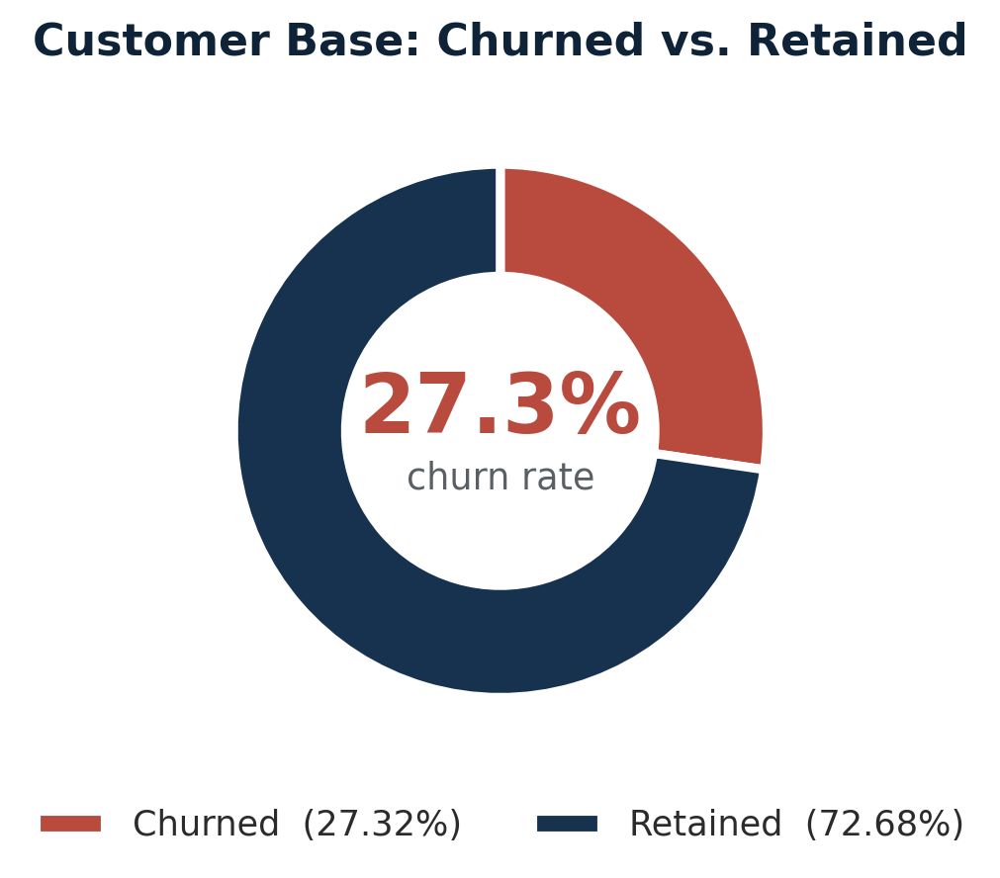 Customer Base: Churned vs. Retained
27.3%
churn rate
Churned (27.32%)
Retained (72.68%)